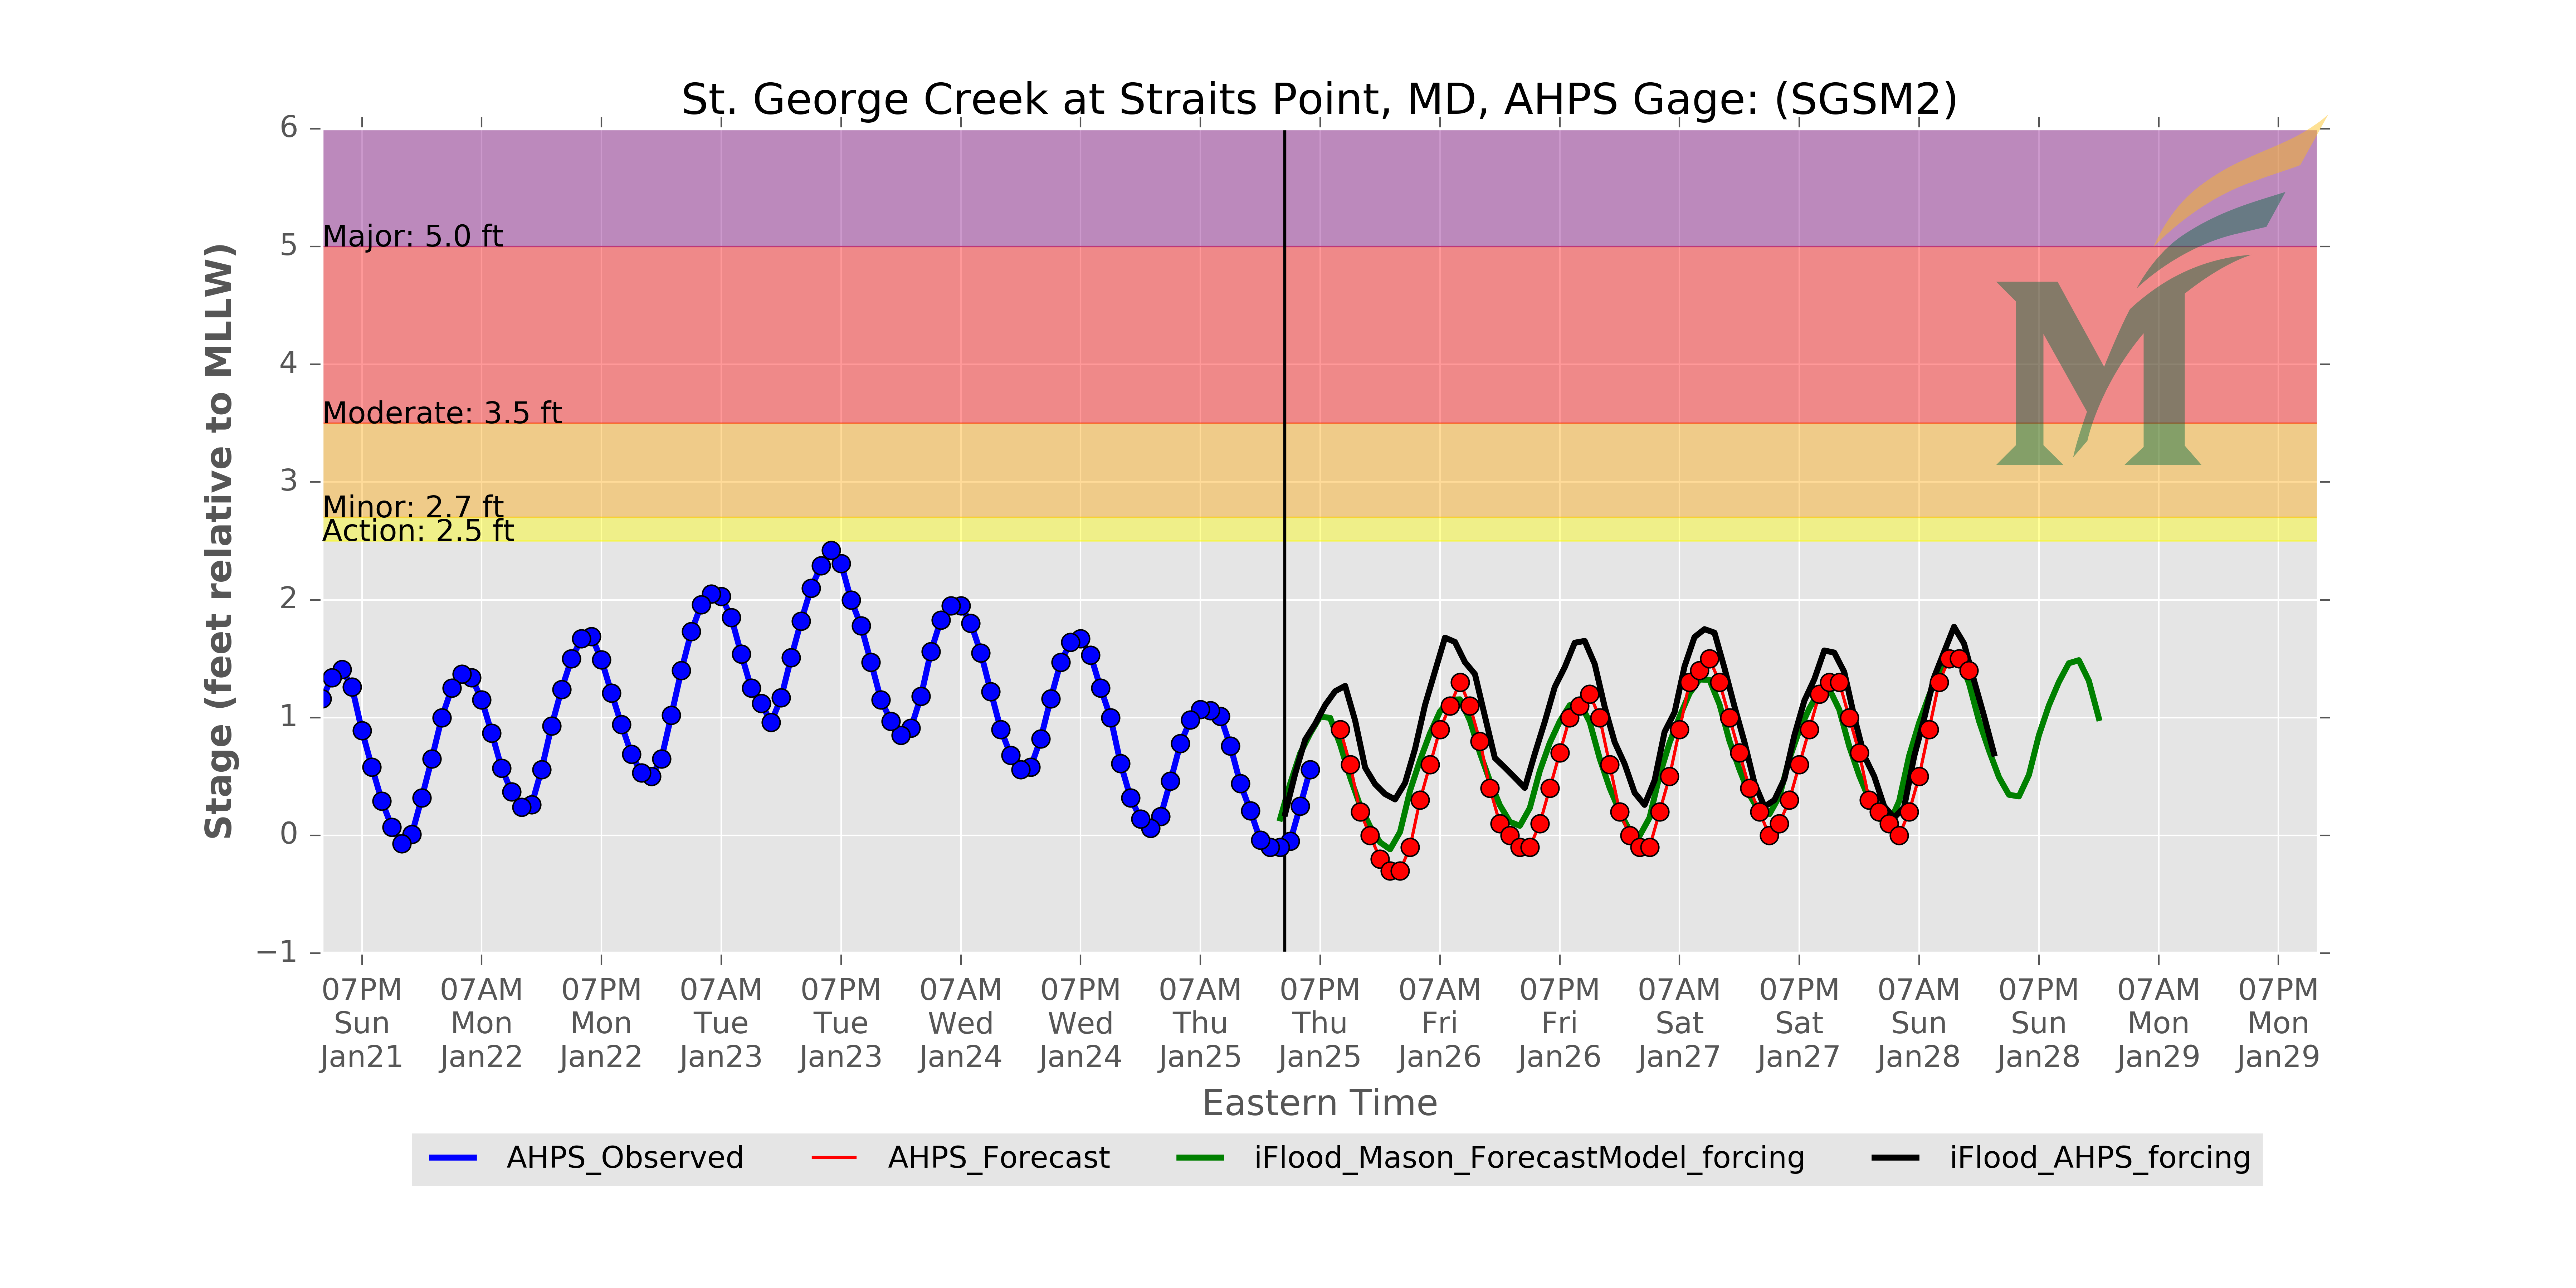 St. George Creek at Straits Point, MD, AHPS Gage: (SGSM2)
Stage (feet relative to MLLW)
6
5
4
3
2
1
0
−1
Major: 5.0 ft
Moderate: 3.5 ft
Minor: 2.7 ft
Action: 2.5 ft
M
07PM 07AM 07PM 07AM 07PM 07AM 07PM 07AM 07PM 07AM 07PM 07AM 07PM 07AM 07PM 07AM 07PM
Sun Mon Mon Tue Tue Wed Wed Thu Thu Fri Fri Sat Sat Sun Sun Mon Mon
Jan21 Jan22 Jan22 Jan23 Jan23 Jan24 Jan24 Jan25 Jan25 Jan26 Jan26 Jan27 Jan27 Jan28 Jan28 Jan29 Jan29
Eastern Time
AHPS_Observed AHPS_Forecast iFlood_Mason_ForecastModel_forcing iFlood_AHPS_forcing